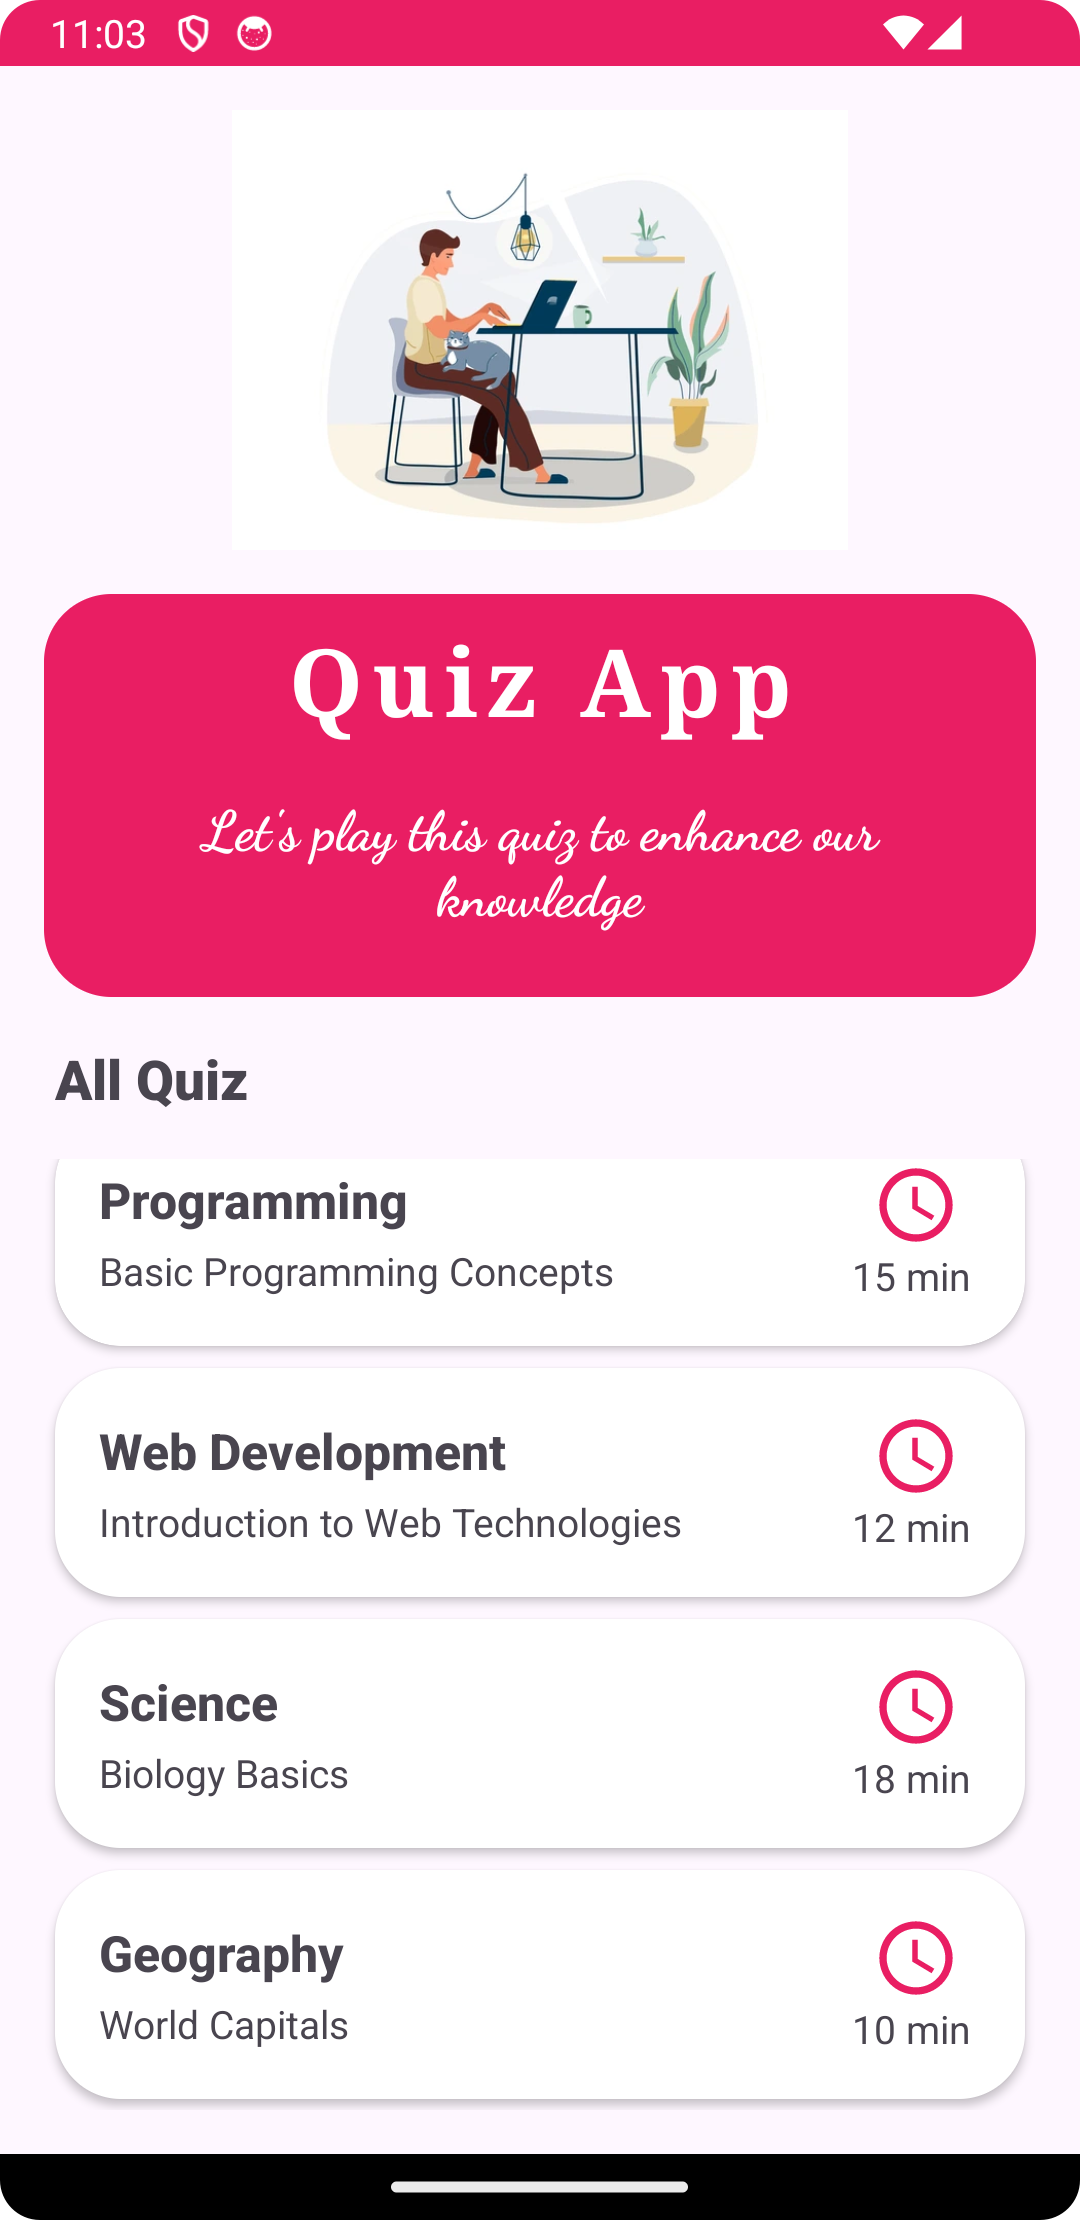 11:03
Quiz App
Let's play this quiz to enhance our
knowledge
All Quiz
Programming
Basic Programming Concepts
15 min
Web Development
Introduction to Web Technologies
12 min
Science
Biology Basics
18 min
Geography
World Capitals
10 min